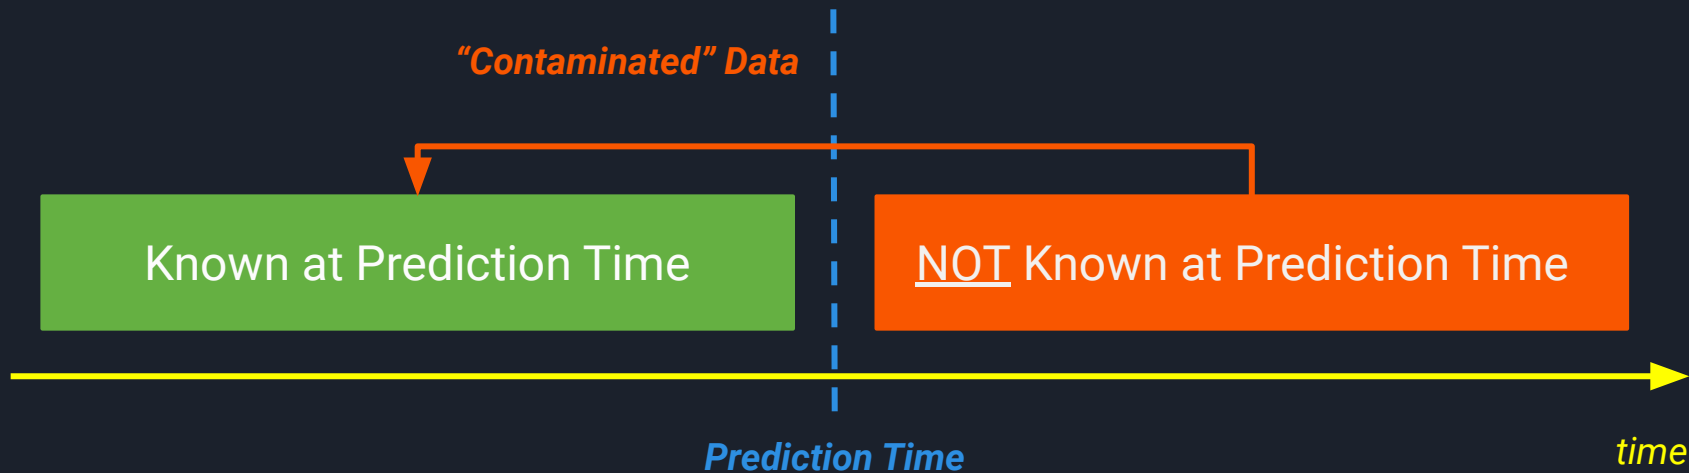 “Contaminated” Data
Known at Prediction Time
NOT Known at Prediction Time
Prediction Time
time